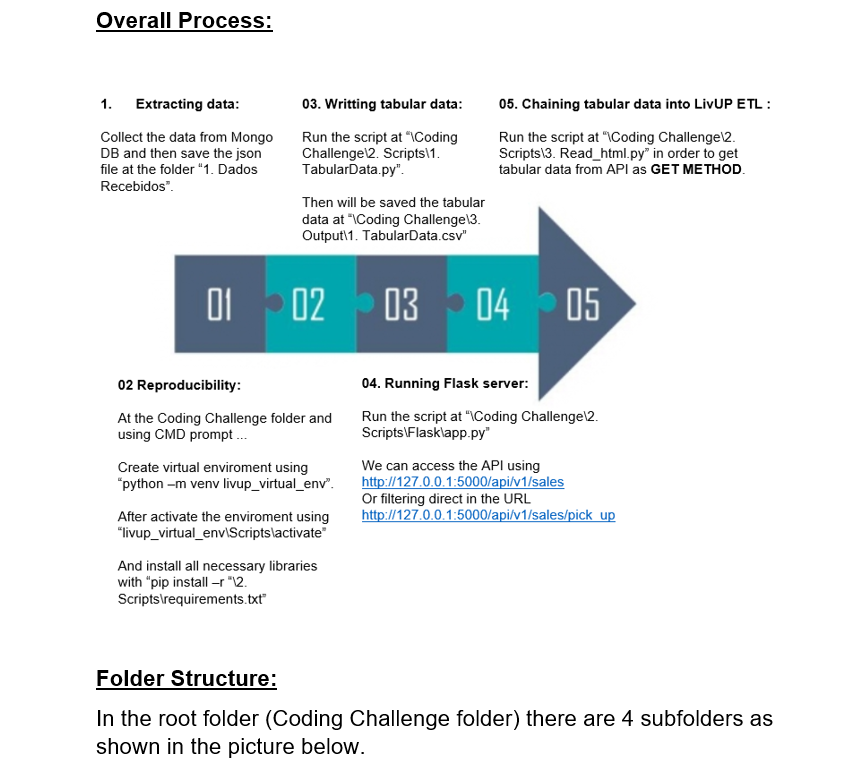 Overall Process:
1. Extracting data:
Collect the data from Mongo
DB and then save the json
file at the folder “1. Dados
Recebidos”.
03. Writting tabular data:
Run the script at “\Coding
Challenge\2. Scripts\1.
TabularData.py”.
Then will be saved the tabular
data at “\Coding Challenge\3.
Output\1. TabularData.csv”
05. Chaining tabular data into LivUP ETL :
Run the script at “\Coding Challenge\2.
Scripts\3. Read_html.py” in order to get
tabular data from API as GET METHOD.
01 02 03 04 05
02 Reproducibility:
At the Coding Challenge folder and
using CMD prompt ...
Create virtual enviroment using
“python –m venv livup_virtual_env”.
After activate the enviroment using
“livup_virtual_env\Scripts\activate”
And install all necessary libraries
with “pip install –r “\2.
Scripts\requirements.txt”
04. Running Flask server:
Run the script at “\Coding Challenge\2.
Scripts\Flask\app.py”
We can access the API using
http://127.0.0.1:5000/api/v1/sales
Or filtering direct in the URL
http://127.0.0.1:5000/api/v1/sales/pick_up
Folder Structure:
In the root folder (Coding Challenge folder) there are 4 subfolders as
shown in the picture below.